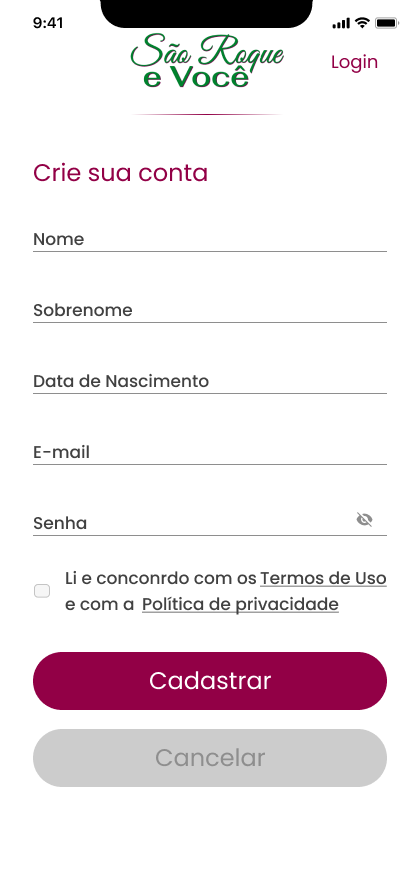 9:41
São Roque
e Você
Login
Crie sua conta
Nome
Sobrenome
Data de Nascimento
E-mail
Senha
Li e conconrdo com os Termos de Uso
e com a Política de privacidade
Cadastrar
Cancelar